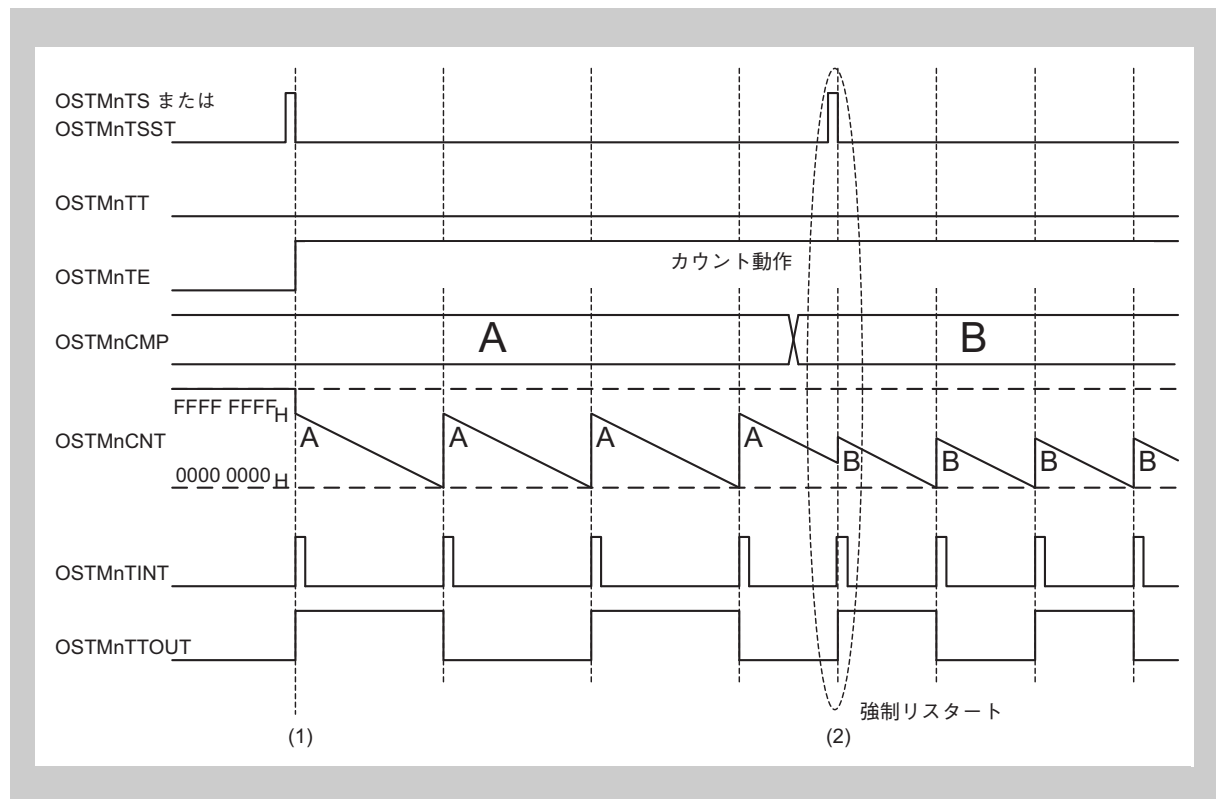 OSTMnTS または
OSTMnTSST
OSTMnTT
OSTMnTE
カウント動作
OSTMnCMP
A
B
FFFF FFFFH
OSTMnCNT
A
A
A
A
B
B
B
B
0000 0000H
OSTMnTINT
OSTMnTTOUT
強制リスタート
(1)
(2)